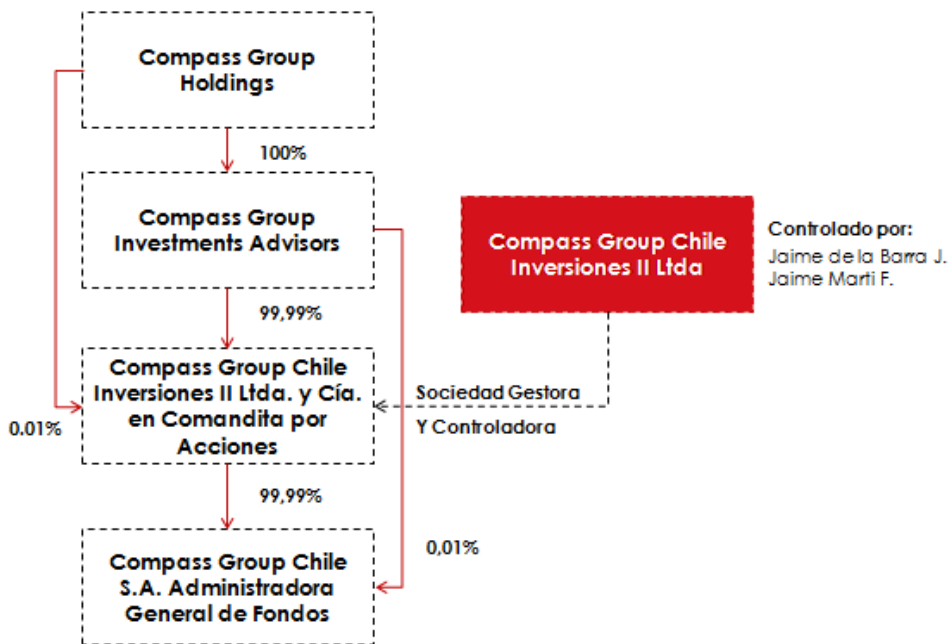 Compass Group
Holdings
100%
Compass Group
Investments Advisors
Compass Group Chile
Inversiones II Ltda
Controlado por:
Jaime de la Barra J.
Jaime Marti F.
99,99%
Compass Group Chile
Inversiones II Ltda. y Cía.
en Comandita por
Acciones
Sociedad Gestora
Y Controladora
0.01%
99,99%
0,01%
Compass Group Chile
S.A. Administradora
General de Fondos